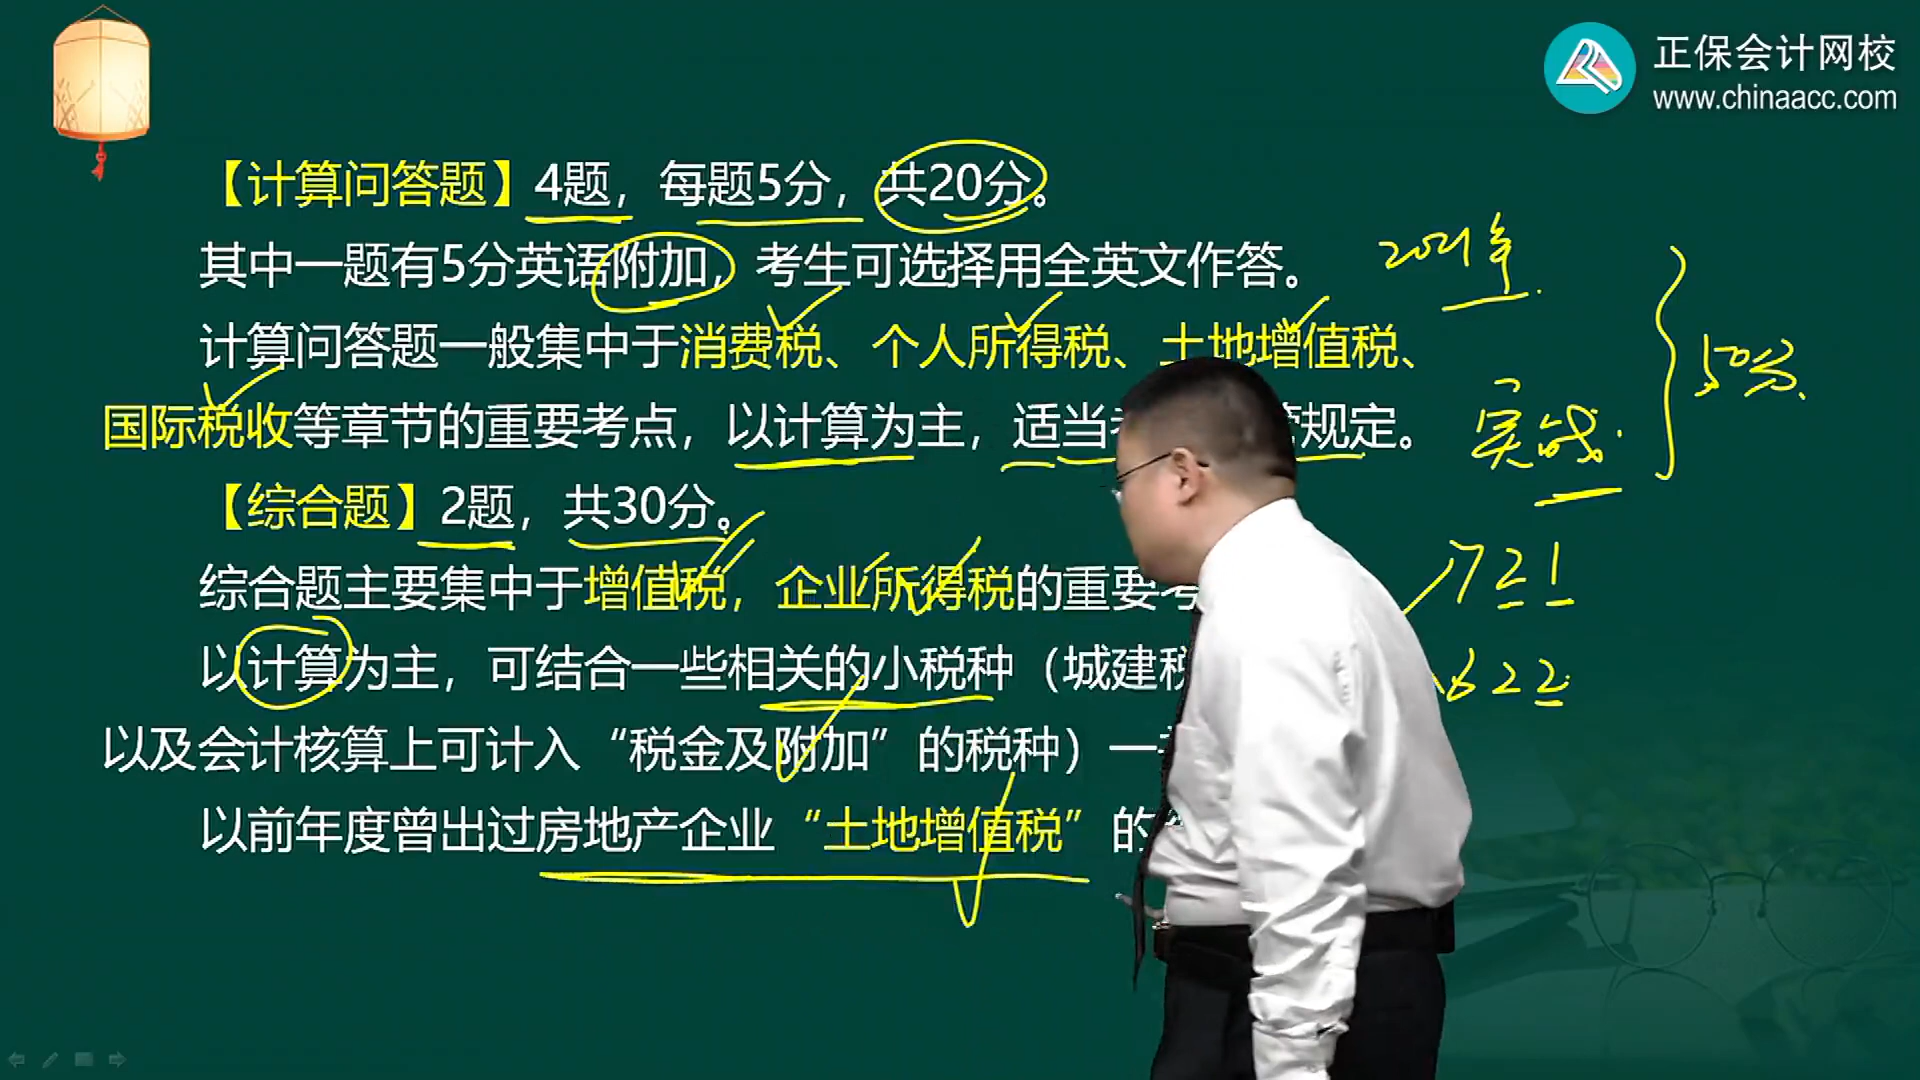 正保会计网校
www.chinaacc.com
【计算问答题】4题，每题5分，共20分。
其中一题有5分英语附加，考生可选择用全英文作答。
2021年
计算问答题一般集中于消费税、个人所得税、土地增值税、
50分
国际税收等章节的重要考点，以计算为主，适当 规定。
实战
【综合题】2题，共30分。
综合题主要集中于增值税，企业所得税的重要
721
以计算为主，可结合一些相关的小税种（城建税
622
以及会计核算上可计入“税金及附加”的税种）一
以前年度曾出过房地产企业“土地增值税”的